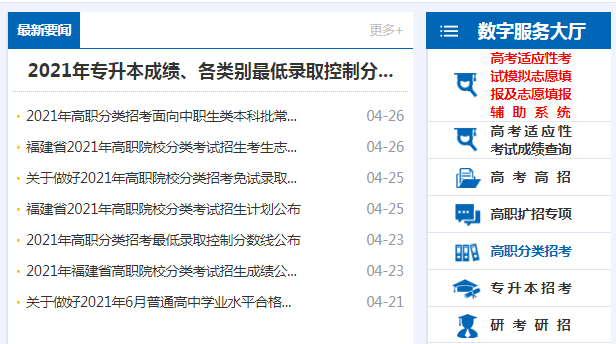 最新要闻
更多+
2021年专升本成绩、各类别最低录取控制分...
2021年高职分类招考面向中职生类本科批常...
04-26
福建省2021年高职院校分类考试招生考生志...
04-26
关于做好2021年高职分类招考免试录取...
04-25
福建省2021年高职院校分类考试招生计划公布
04-25
2021年高职分类招考最低录取控制分数线公布
04-23
2021年福建省高职院校分类考试招生成绩公...
04-23
关于做好2021年6月普通高中学业水平合格...
04-21
数字服务大厅
高考适应性考
试模拟志愿填
报及志愿填报
辅助系统
高考适应性
考试成绩查询
高考高招
高职扩招专项
高职分类招考
专升本招考
研考研招